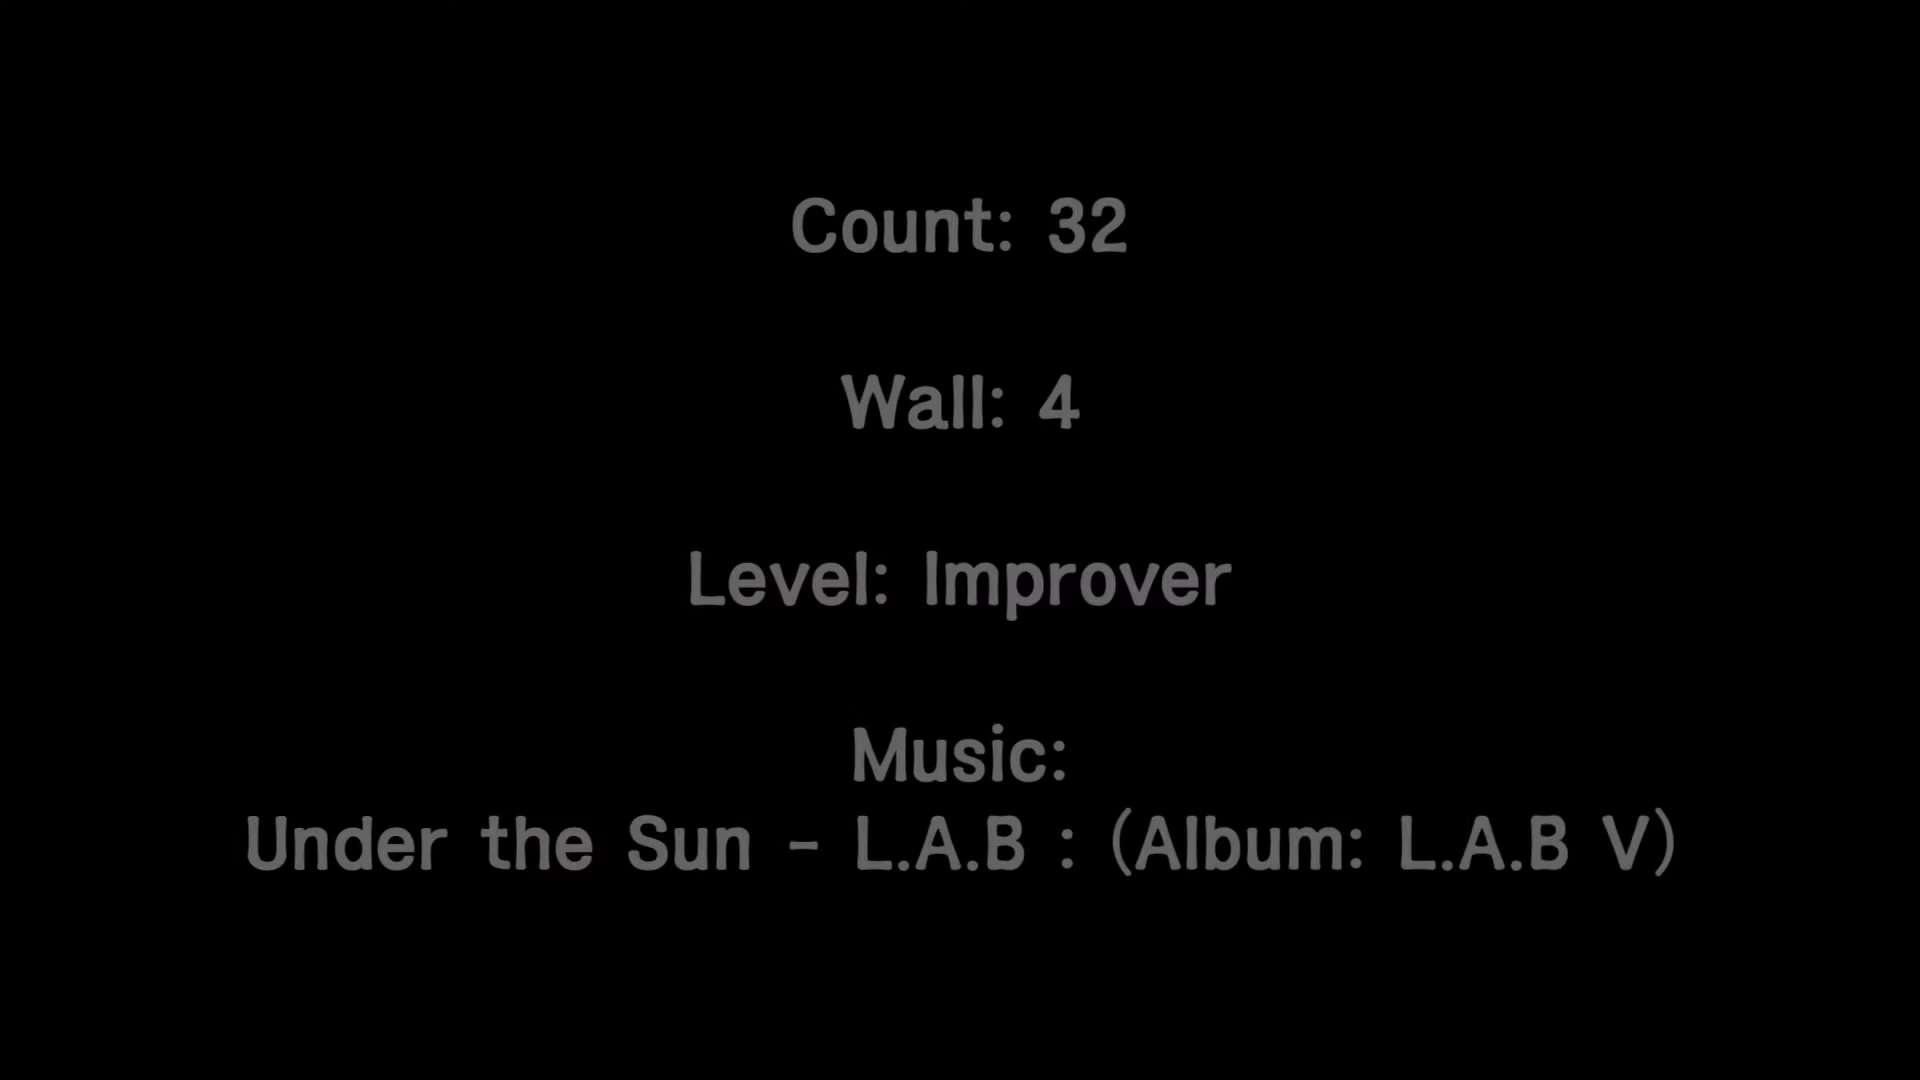 Count: 32
Wall: 4
Level: Improver
Music:
Under the Sun - L.A.B : (Album: L.A.B V)